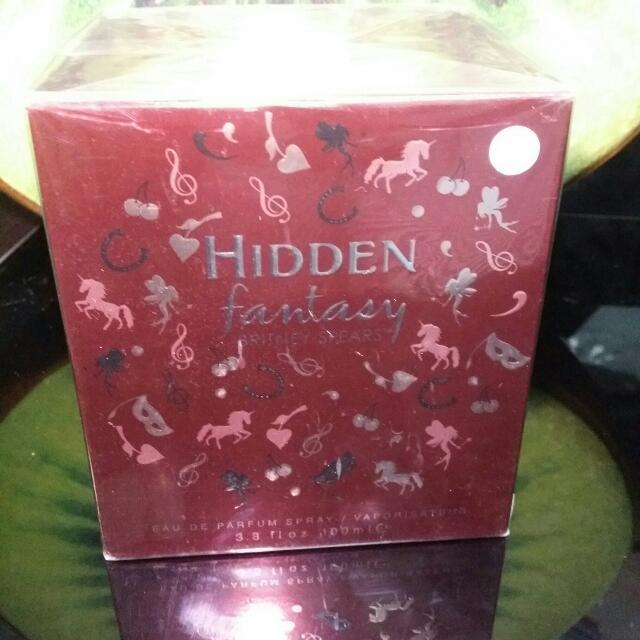 HIDDEN
fantasy
BRITNEY SPEARS
EAU DE PARFUM SPRAY / VAPORISATEUR
3.3 fl oz 100ml e